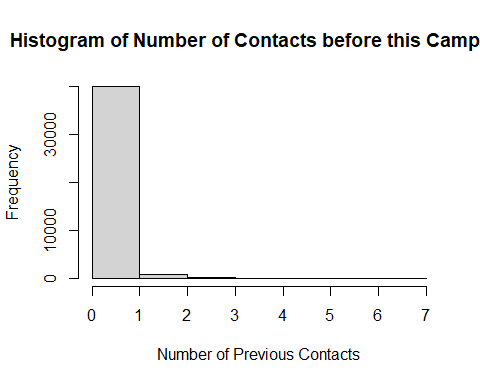 Histogram of Number of Contacts before this Camp
Frequency
30000
10000
0
0 1 2 3 4 5 6 7
Number of Previous Contacts